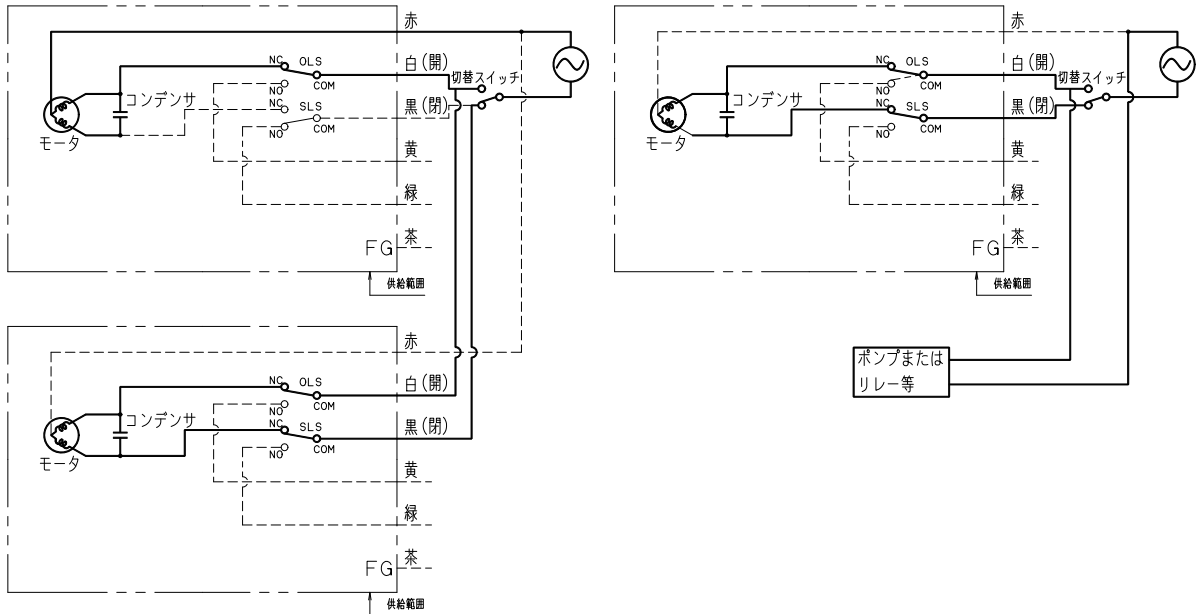 赤
NC OLS
白(開)
切替スイッチ
コンデンサ
NO
COM
NC SLS
黒(閉)
NO
COM
モータ
黄
緑
茶
FG
供給範囲
赤
NC OLS
白(開)
コンデンサ
NO
COM
NC SLS
黒(閉)
NO
COM
モータ
黄
緑
茶
FG
供給範囲
赤
NC OLS
白(開)
切替スイッチ
コンデンサ
NO
COM
NC SLS
黒(閉)
NO
COM
モータ
黄
緑
茶
FG
供給範囲
ポンプまたは
リレー等